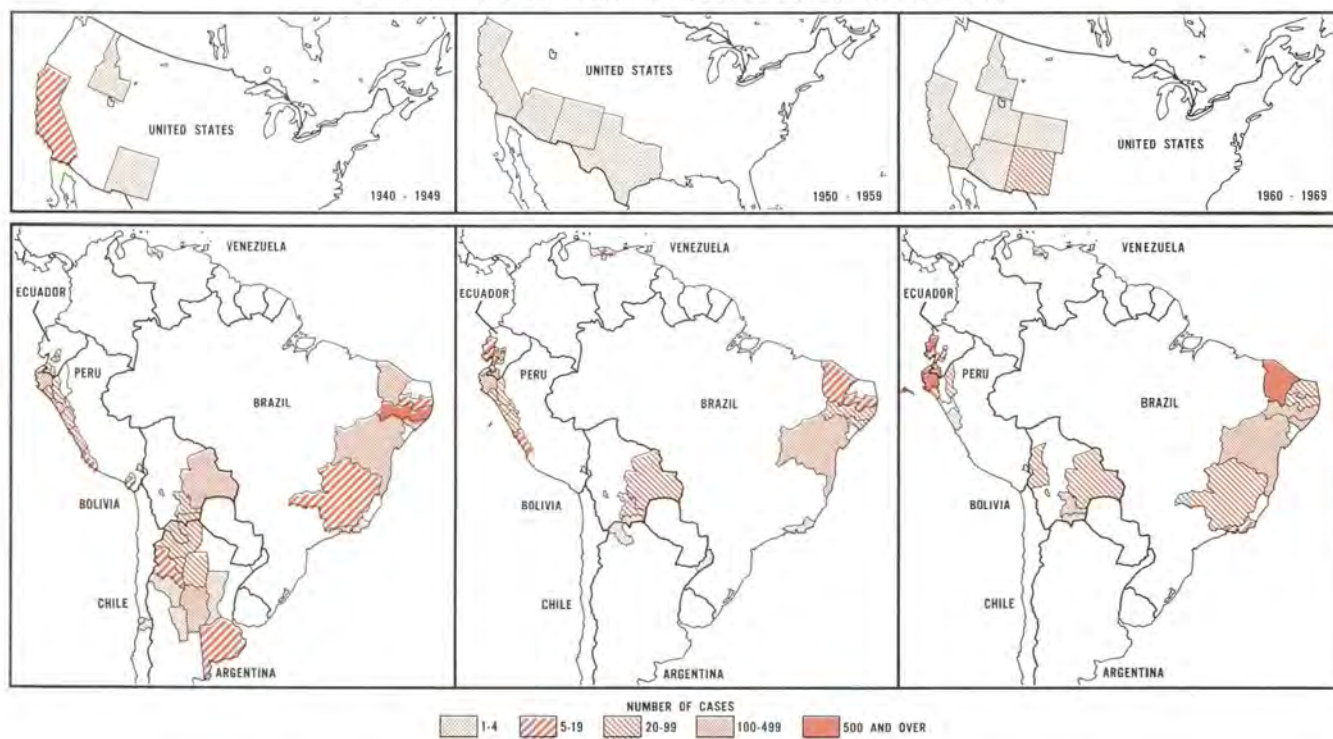 UNITED STATES
1940 - 1949
UNITED STATES
1950 - 1959
UNITED STATES
1960 - 1969
VENEZUELA
ECUADOR
PERU
BRAZIL
BOLIVIA
CHILE
ARGENTINA
VENEZUELA
ECUADOR
PERU
BRAZIL
BOLIVIA
CHILE
ARGENTINA
VENEZUELA
ECUADOR
PERU
BRAZIL
BOLIVIA
CHILE
ARGENTINA
NUMBER OF CASES
1-4 5-19 20-99 100-499 500 AND OVER